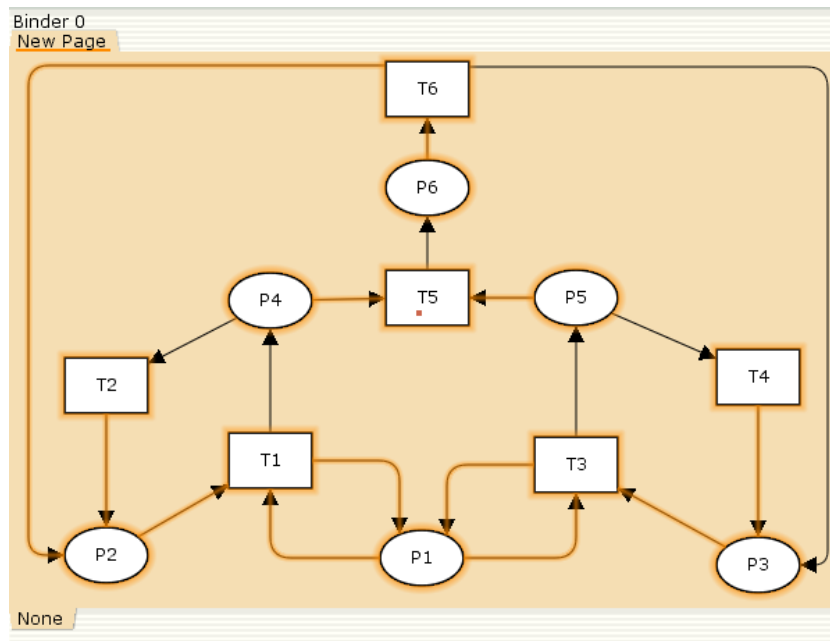 Binder 0
New Page
T6
P6
P4
T5
P5
T2
T4
T1
T3
P2
P1
P3
None